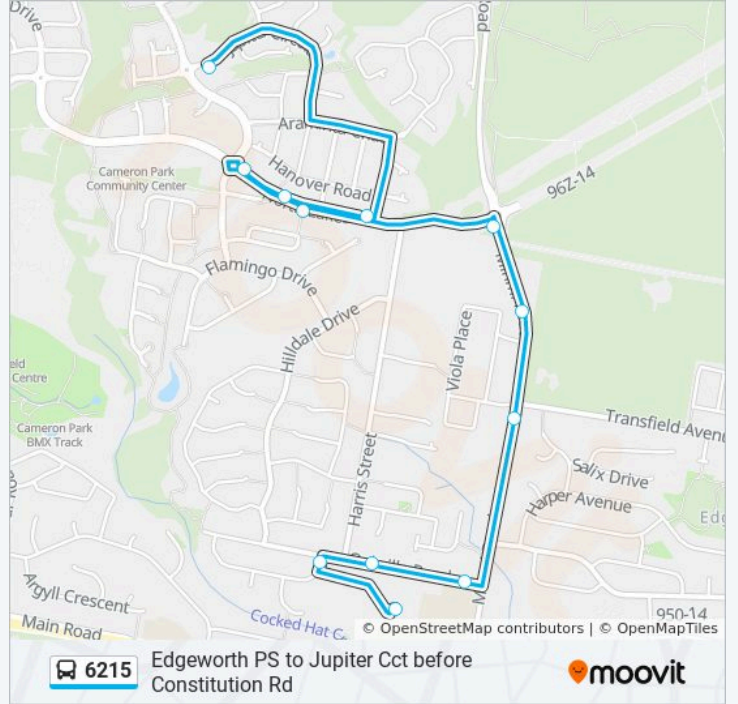 Drive
Road
Hanover Road
96Z-14
Cameron Park
Community Center
Flamingo Drive
Hilldale Drive
Viola Place
Centre
Transfield Avenu
Cameron Park
BMX Track
Harris Street
Salix Drive
Harper Avenue
Edg
Argyll Crescent
950-14
Main Road
Cocked Hat C
© OpenStreetMap contributors | © OpenMapTiles
6215
Edgeworth PS to Jupiter Cct before
Constitution Rd
moovit